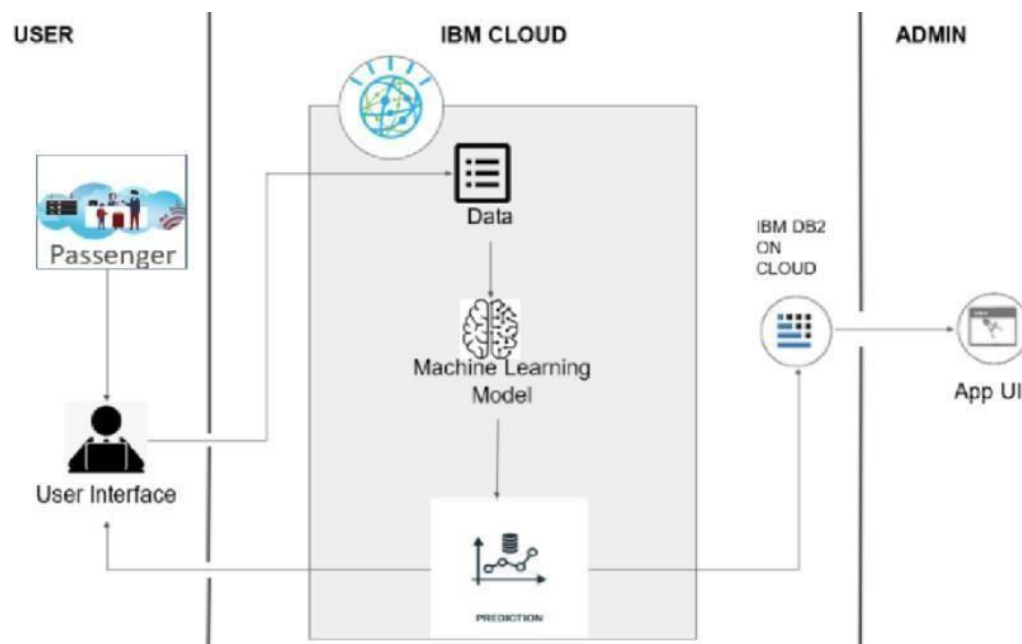 USER
IBM CLOUD
ADMIN
Passenger
Data
IBM DB2
ON
CLOUD
Machine Learning
Model
App UI
User Interface
PREDICTION